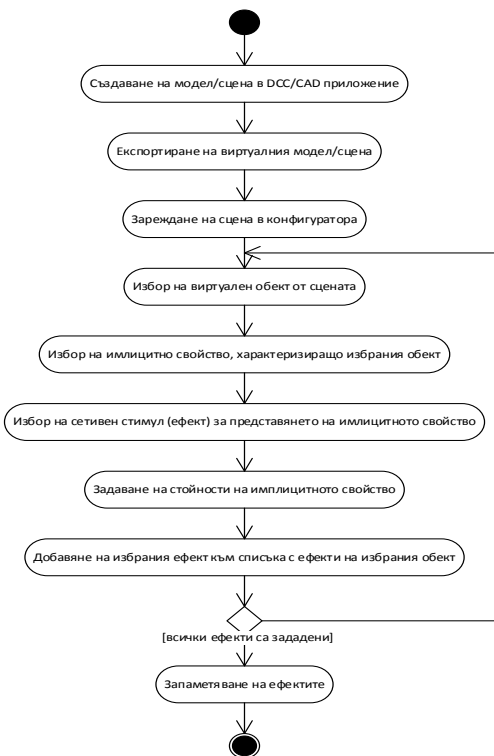 Създаване на модел/сцена в DCC/CAD приложение
Експортиране на виртуалния модел/сцена
Зареждане на сцена в конфигуратора
Избор на виртуален обект от сцената
Избор на имлицитно свойство, характеризиращо избрания обект
Избор на сетивен стимул (ефект) за представянето на имлицитното свойство
Задаване на стойности на имплицитното свойство
Добавяне на избрания ефект към списъка с ефекти на избрания обект
[всички ефекти са зададени]
Запаметяване на ефектите